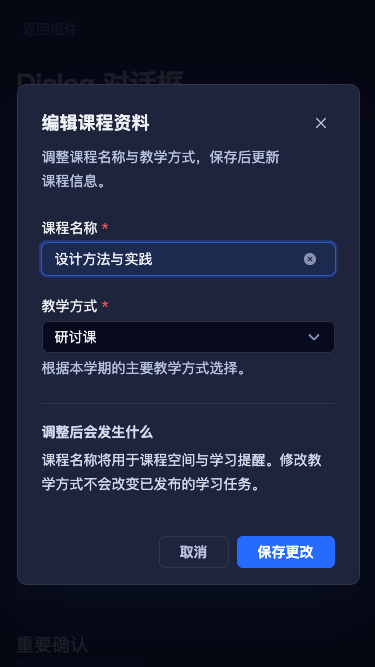 返回组件
Dialog 对话框
编辑课程资料
调整课程名称与教学方式，保存后更新
课程信息。
课程名称 *
设计方法与实践
教学方式 *
研讨课
根据本学期的主要教学方式选择。
调整后会发生什么
课程名称将用于课程空间与学习提醒。修改教
学方式不会改变已发布的学习任务。
取消
保存更改
重要确认